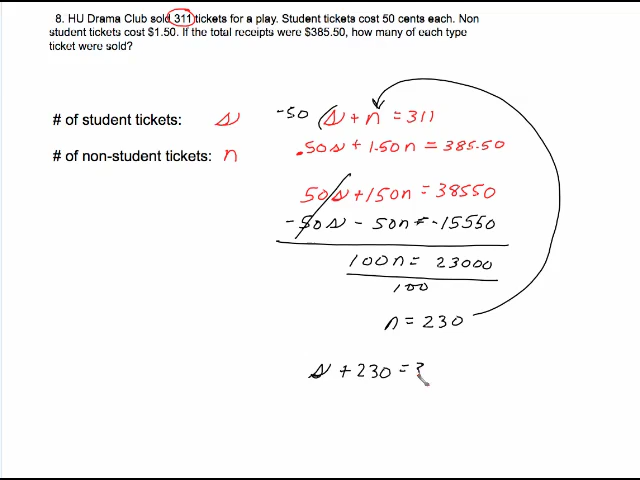 8. HU Drama Club sold 311 tickets for a play. Student tickets cost 50 cents each. Non
student tickets cost $1.50. If the total receipts were $385.50, how many of each type
ticket were sold?
# of student tickets: s
-50 (s + n = 311
# of non-student tickets: n
.50s + 1.50n = 385.50
50s + 150n = 38550
-50s - 50n = -15550
100n = 23000
100
n = 230
s + 230 = 3